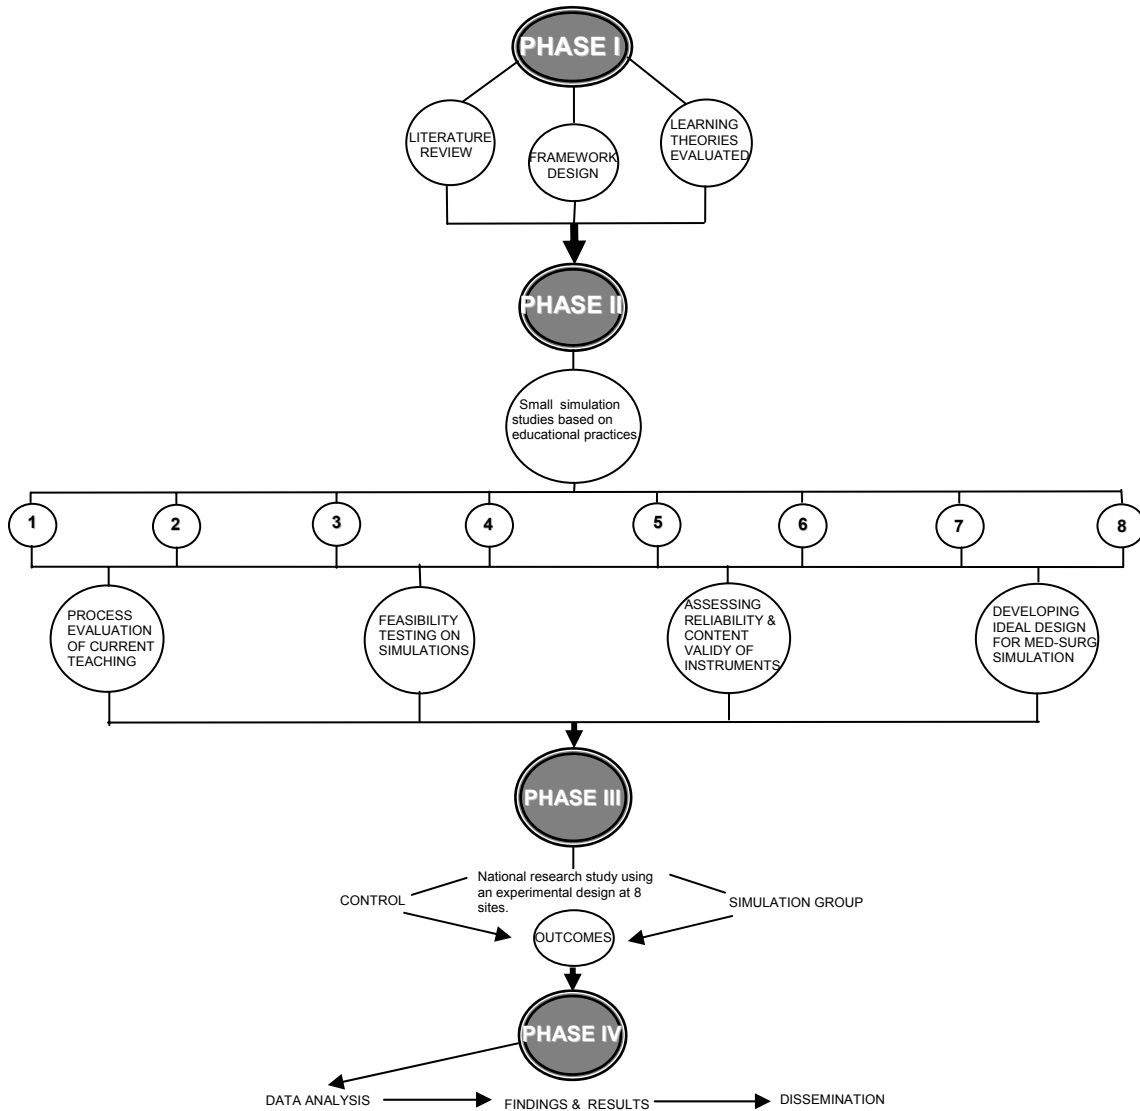 PHASE I
LITERATURE
REVIEW
FRAMEWORK
DESIGN
LEARNING
THEORIES
EVALUATED
PHASE II
Small simulation
studies based on
educational practices
1 2 3 4 5 6 7 8
PROCESS
EVALUATION
OF CURRENT
TEACHING
FEASIBILITY
TESTING ON
SIMULATIONS
ASSESSING
RELIABILITY &
CONTENT
VALIDY OF
INSTRUMENTS
DEVELOPING
IDEAL DESIGN
FOR MED-SURG
SIMULATION
PHASE III
National research study using
an experimental design at 8
sites.
CONTROL
SIMULATION GROUP
OUTCOMES
PHASE IV
DATA ANALYSIS
FINDINGS & RESULTS
DISSEMINATION